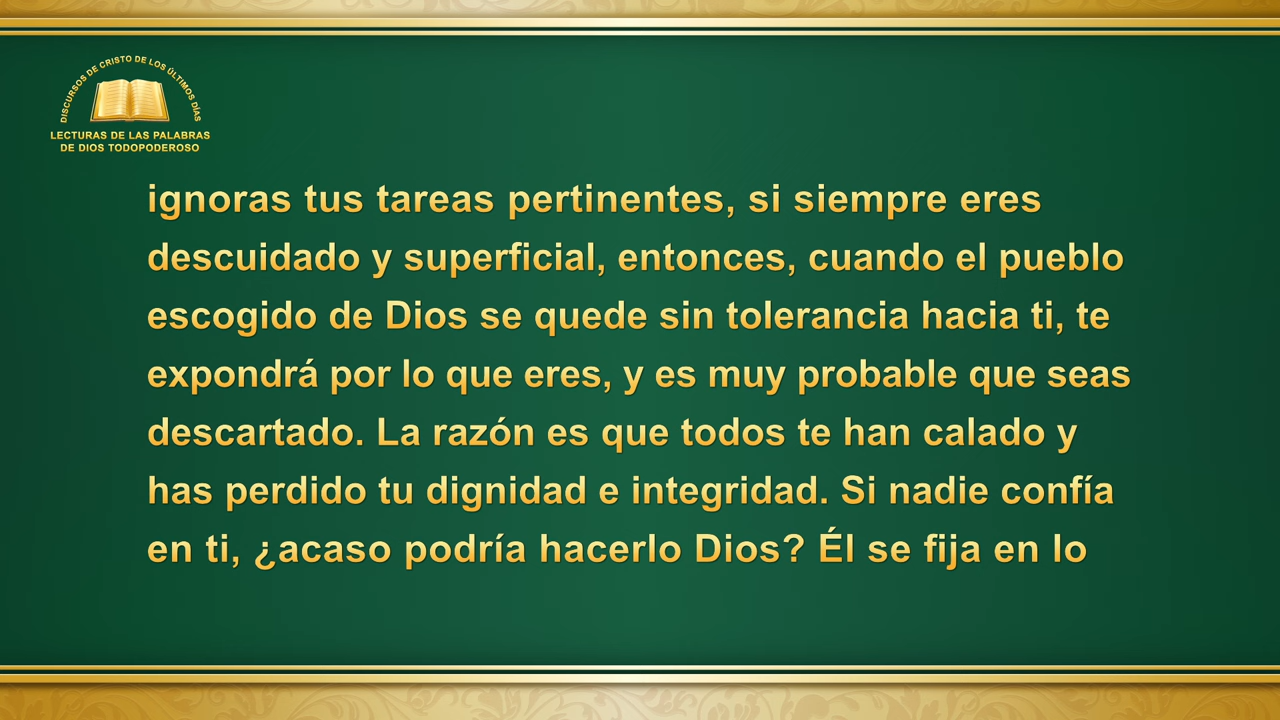 DISCURSOS DE CRISTO DE LOS ÚLTIMOS DÍAS
LECTURAS DE LAS PALABRAS
DE DIOS TODOPODEROSO
ignoras tus tareas pertinentes, si siempre eres
descuidado y superficial, entonces, cuando el pueblo
escogido de Dios se quede sin tolerancia hacia ti, te
expondrá por lo que eres, y es muy probable que seas
descartado. La razón es que todos te han calado y
has perdido tu dignidad e integridad. Si nadie confía
en ti, ¿acaso podría hacerlo Dios? Él se fija en lo